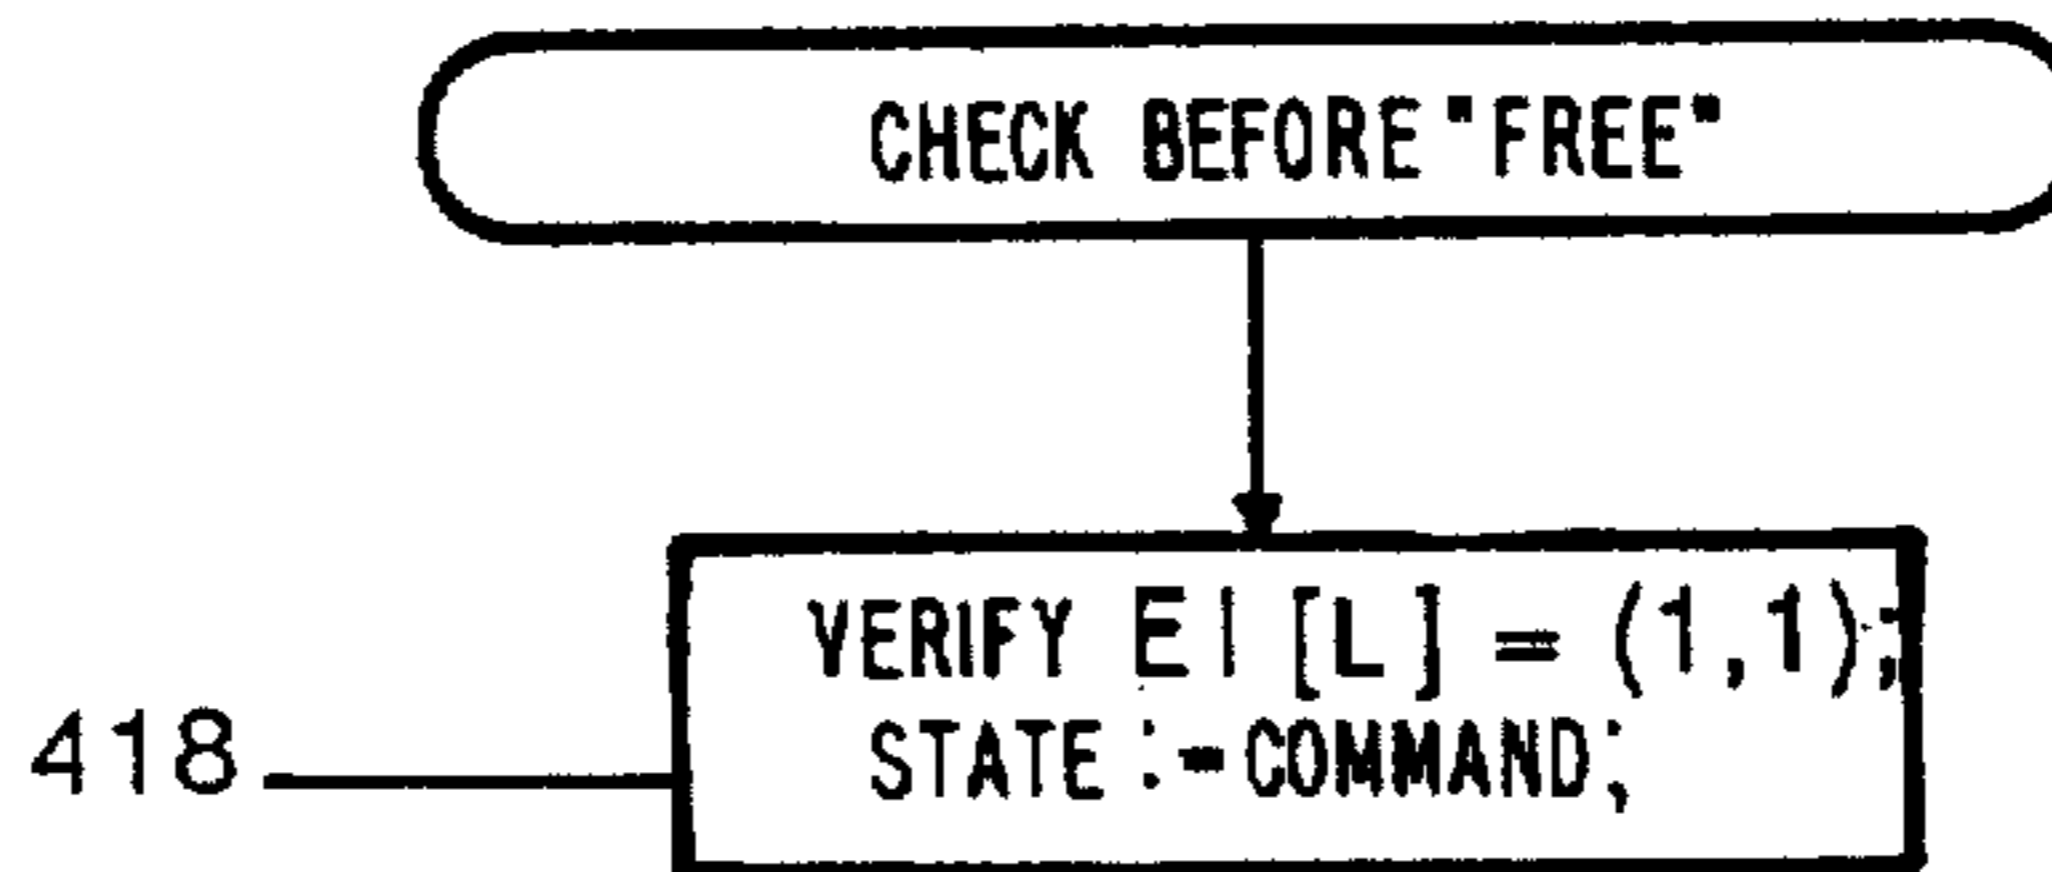 CHECK BEFORE "FREE"
VERIFY E I [L] = (1,1);
STATE :=COMMAND;
418